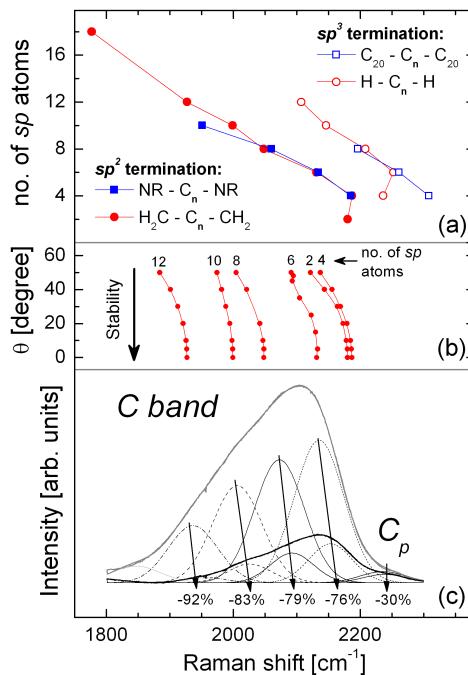 no. of sp atoms
16
12
8
4
0
sp³ termination:
C₂₀ - Cₙ - C₂₀
H - Cₙ - H
sp² termination:
NR - Cₙ - NR
H₂C - Cₙ - CH₂
(a)
θ [degree]
60
40
20
0
Stability
12
10
8
6
2
4
no. of sp
atoms
(b)
Intensity [arb. units]
C band
Cₚ
-92%
-83%
-79%
-76%
-30%
(c)
1800
2000
2200
Raman shift [cm⁻¹]